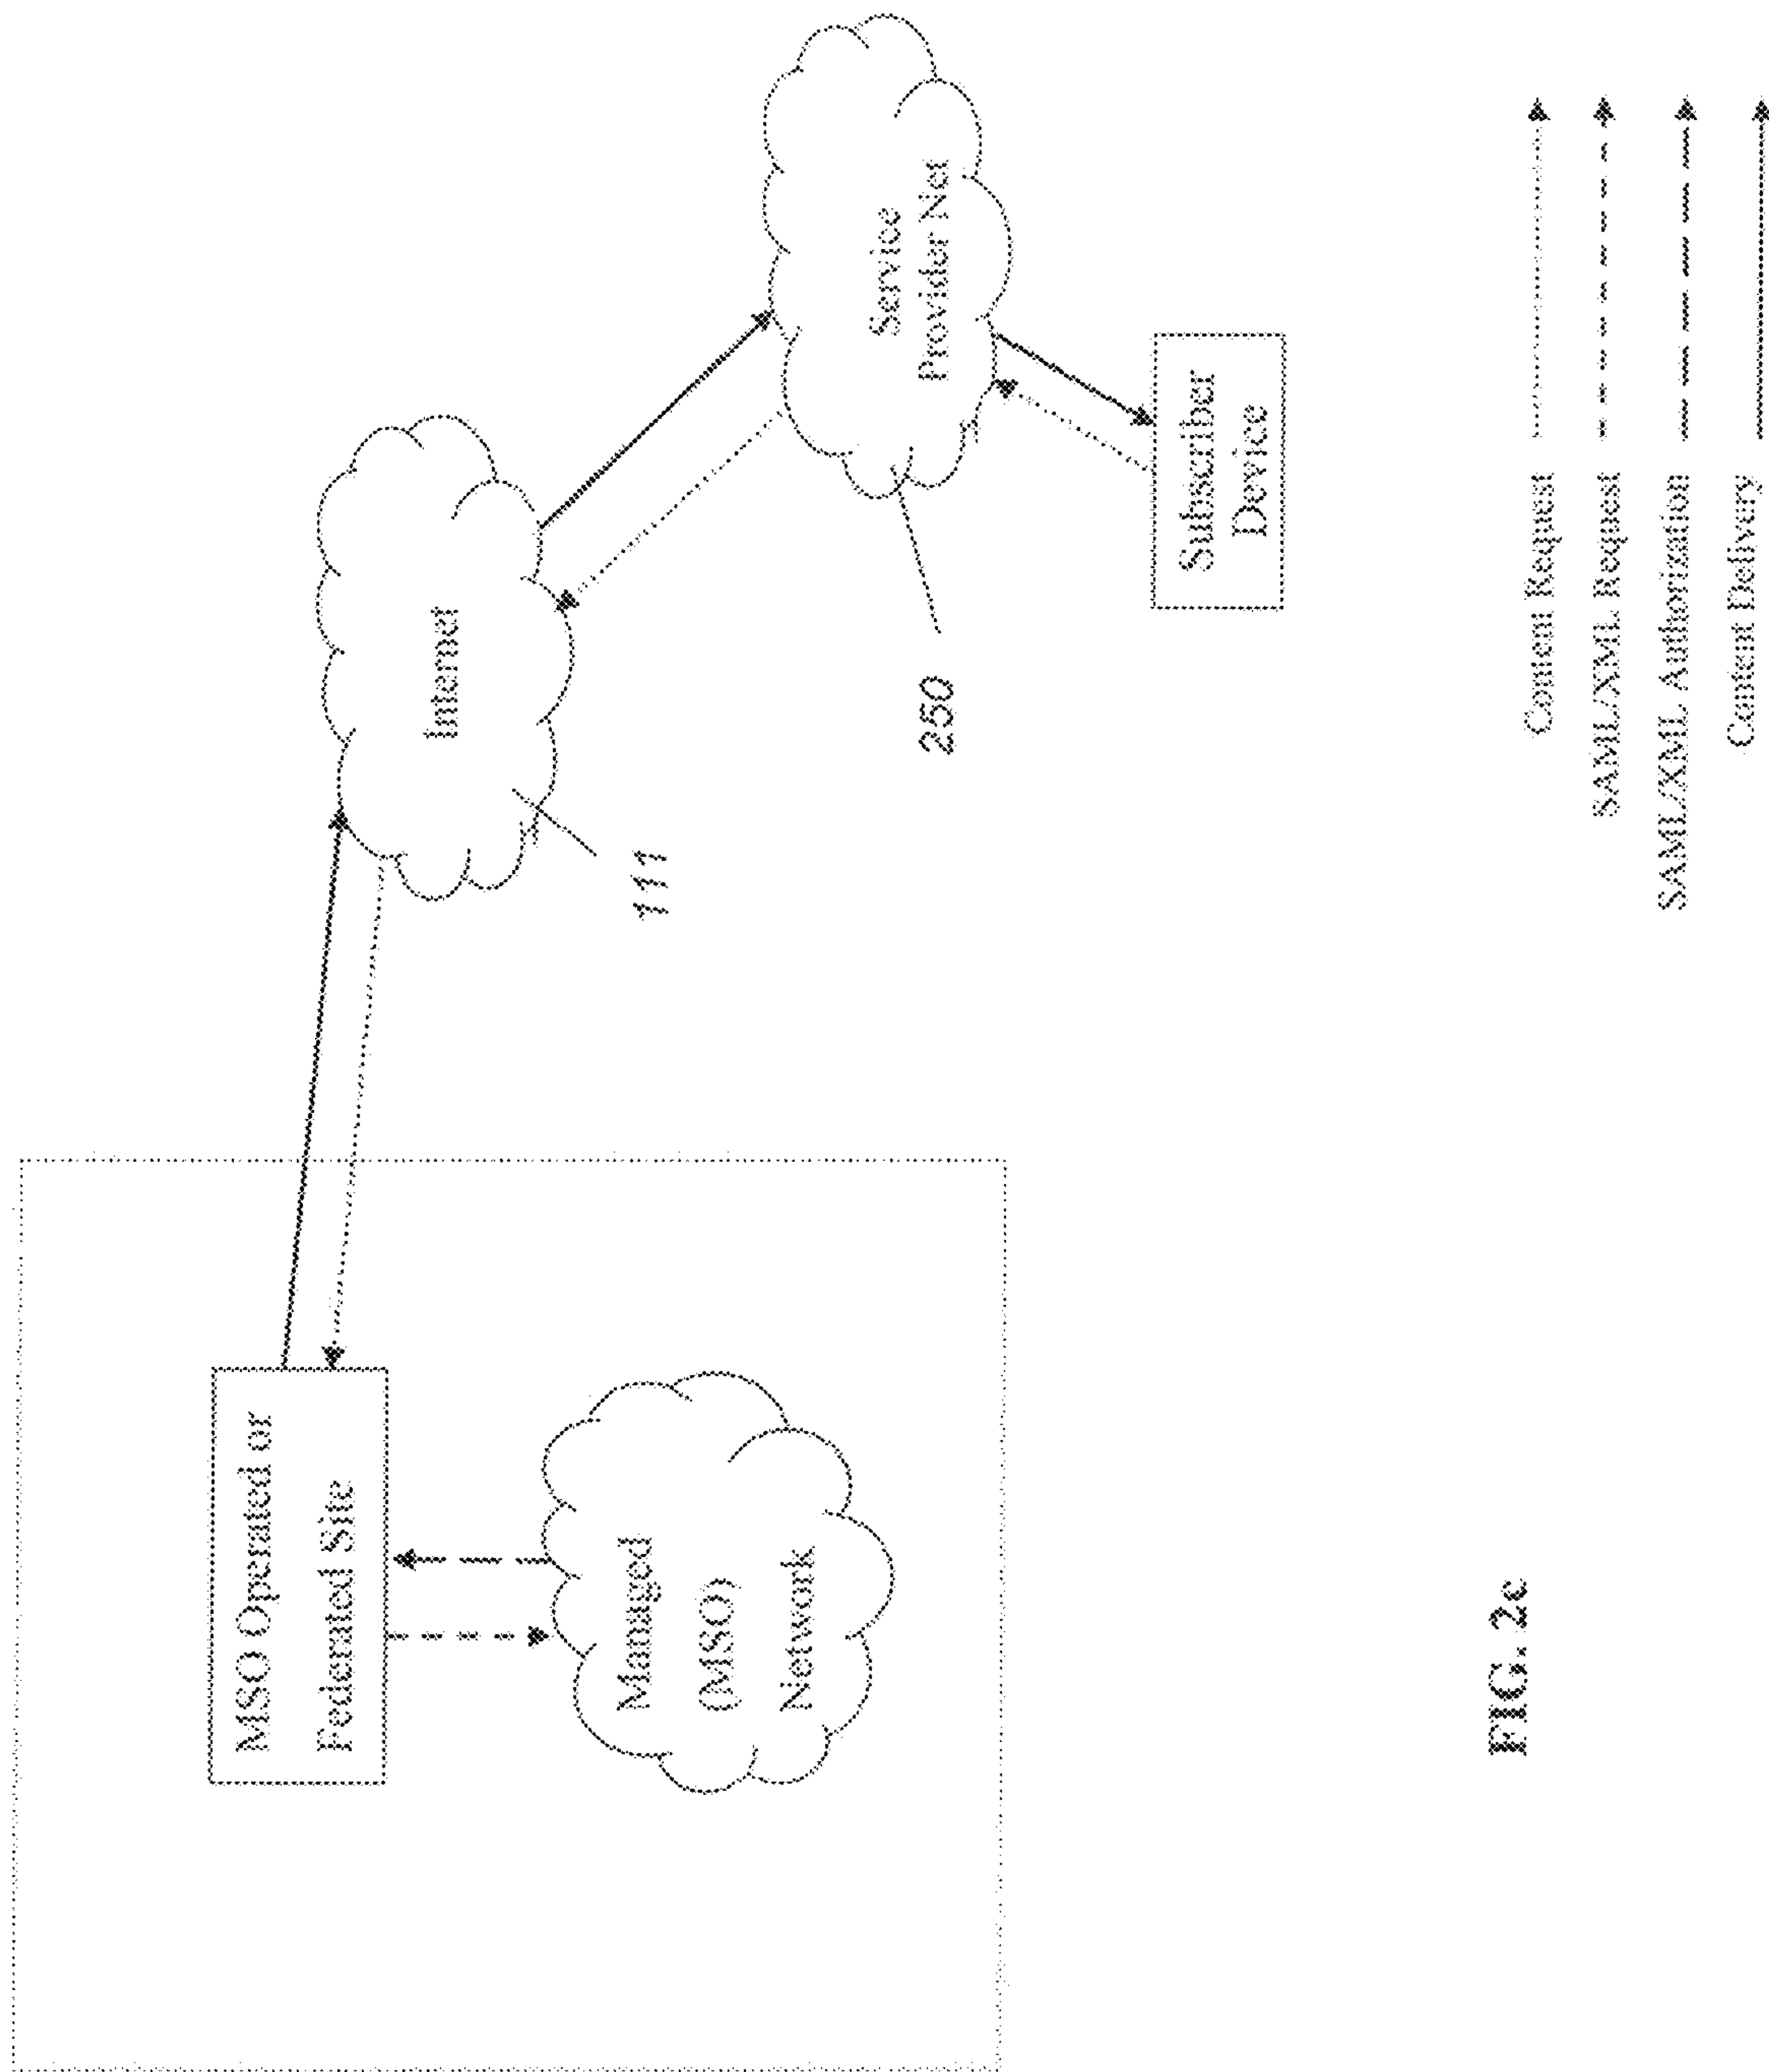 MSO Operated or
Federated Site
Managed
(MSO)
Network
Internet
111
Service
Provider Net
250
Subscriber
Device
Content Request
SAML/XML Request
SAML/XML Authorization
Content Delivery
FIG. 2c